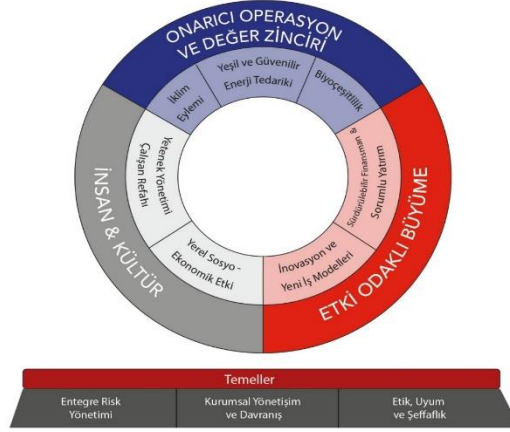 ONARICI OPERASYON
VE DEĞER ZİNCİRİ
İklim
Eylemi
Yeşil ve Güvenilir
Enerji Tedariki
Biyoçeşitlilik
İNSAN & KÜLTÜR
Yetenek Yönetimi
Çalışan Refahı
Yerel Sosyo -
Ekonomik Etki
ETKİ ODAKLI BÜYÜME
Sürdürülebilir Finansman &
Sorumlu Yatırım
İnovasyon ve
Yeni İş Modelleri
Temeller
Entegre Risk
Yönetimi
Kurumsal Yönetişim
ve Davranış
Etik, Uyum
ve Şeffaflık